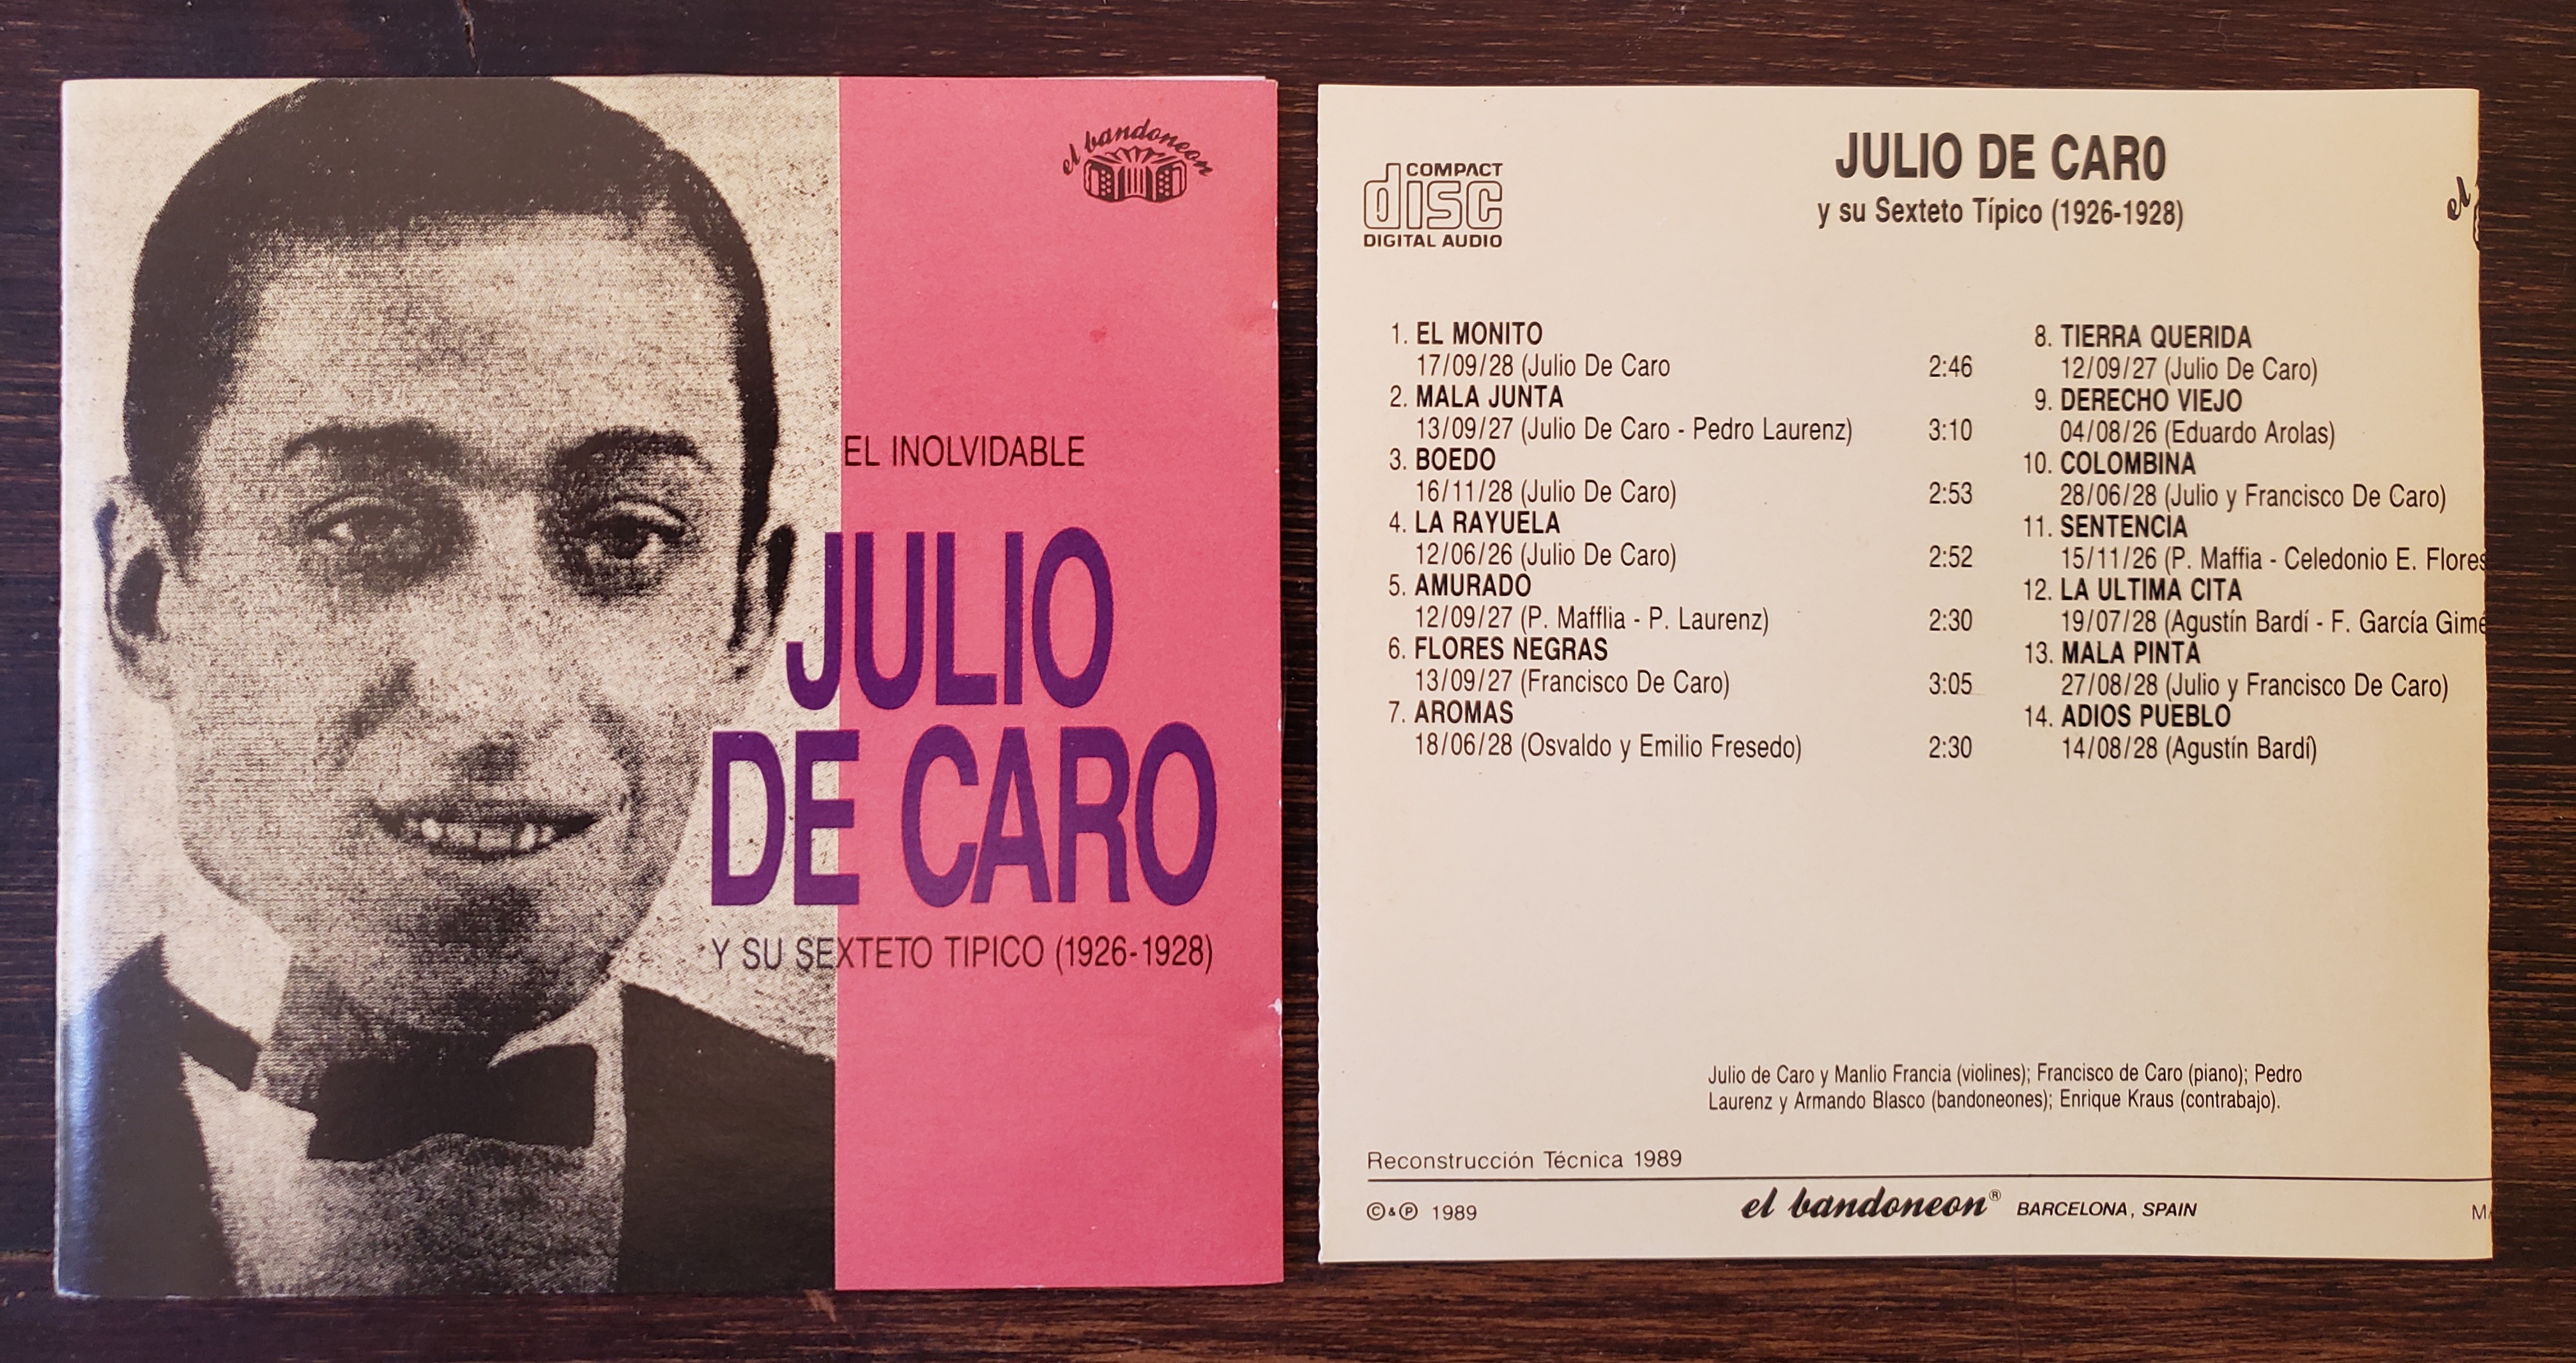 el bandoneon
EL INOLVIDABLE
JULIO
DE CARO
Y SU SEXTETO TIPICO (1926-1928)
COMPACT
disc
DIGITAL AUDIO
JULIO DE CARO
y su Sexteto Típico (1926-1928)
el
1. EL MONITO
17/09/28 (Julio De Caro 2:46
2. MALA JUNTA
13/09/27 (Julio De Caro - Pedro Laurenz) 3:10
3. BOEDO
16/11/28 (Julio De Caro) 2:53
4. LA RAYUELA
12/06/26 (Julio De Caro) 2:52
5. AMURADO
12/09/27 (P. Mafflia - P. Laurenz) 2:30
6. FLORES NEGRAS
13/09/27 (Francisco De Caro) 3:05
7. AROMAS
18/06/28 (Osvaldo y Emilio Fresedo) 2:30
8. TIERRA QUERIDA
12/09/27 (Julio De Caro)
9. DERECHO VIEJO
04/08/26 (Eduardo Arolas)
10. COLOMBINA
28/06/28 (Julio y Francisco De Caro)
11. SENTENCIA
15/11/26 (P. Maffia - Celedonio E. Flores
12. LA ULTIMA CITA
19/07/28 (Agustín Bardí - F. García Gimé
13. MALA PINTA
27/08/28 (Julio y Francisco De Caro)
14. ADIOS PUEBLO
14/08/28 (Agustín Bardí)
Julio de Caro y Manlio Francia (violines); Francisco de Caro (piano); Pedro
Laurenz y Armando Blasco (bandoneones); Enrique Kraus (contrabajo).
Reconstrucción Técnica 1989
©&℗ 1989 el bandoneon® BARCELONA, SPAIN